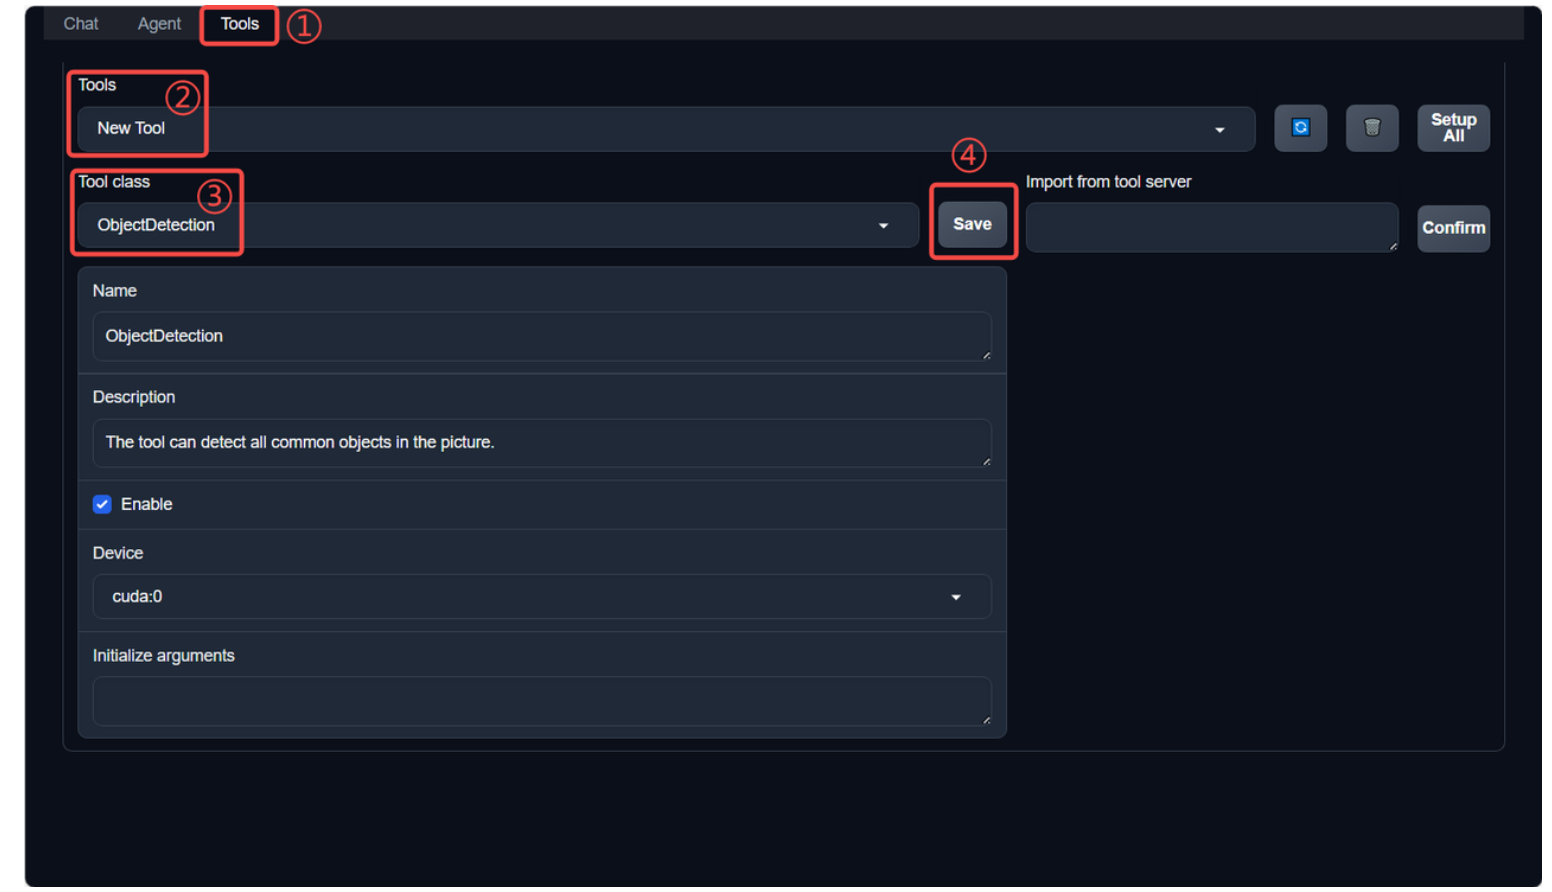 Chat Agent Tools ①
Tools ②
New Tool
Setup
All
Tool class ③ ④ Import from tool server
ObjectDetection Save Confirm
Name
ObjectDetection
Description
The tool can detect all common objects in the picture.
Enable
Device
cuda:0
Initialize arguments